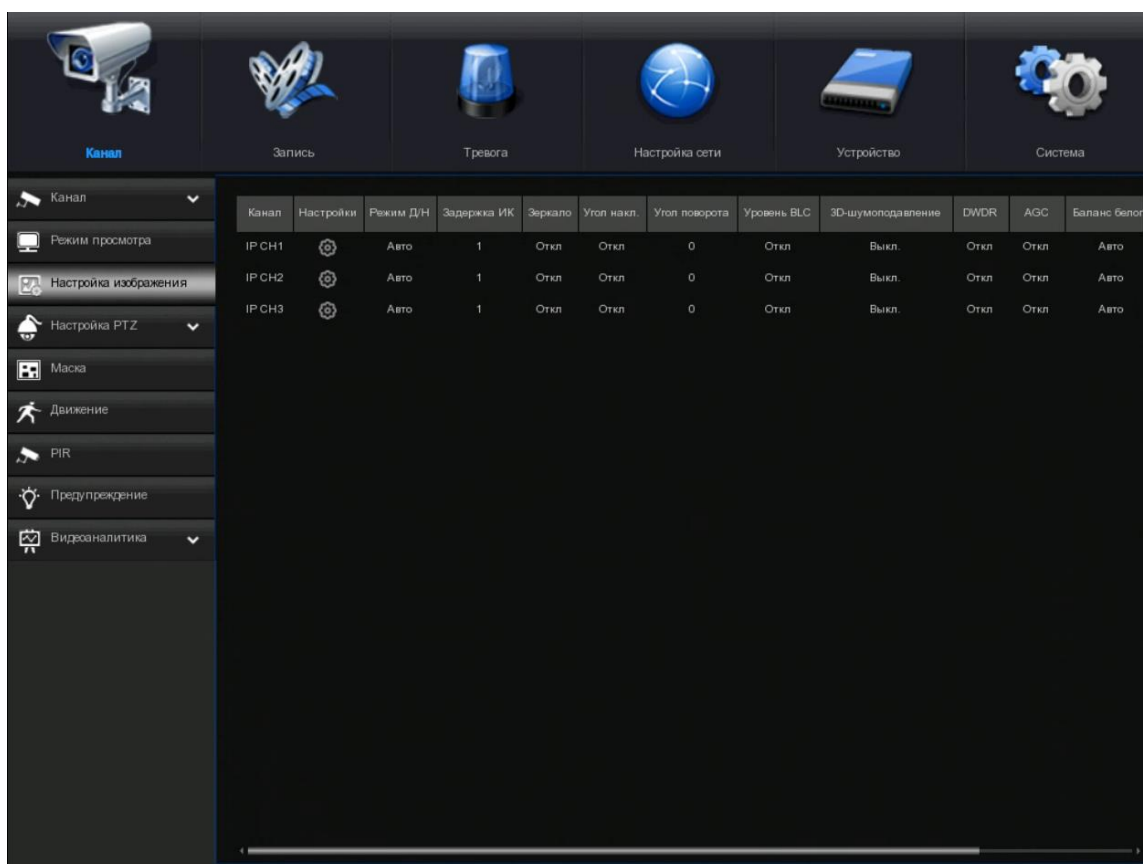 Канал Запись Тревога Настройка сети Устройство Система
Канал
Режим просмотра
Настройка изображения
Настройка PTZ
Маска
Движение
PIR
Предупреждение
Видеоаналитика
Канал Настройки Режим Д/Н Задержка ИК Зеркало Угол накл. Угол поворота Уровень BLC 3D-шумоподавление DWDR AGC Баланс белог
IP CH1 Авто 1 Откл Откл 0 Откл Выкл. Откл Откл Авто
IP CH2 Авто 1 Откл Откл 0 Откл Выкл. Откл Откл Авто
IP CH3 Авто 1 Откл Откл 0 Откл Выкл. Откл Откл Авто